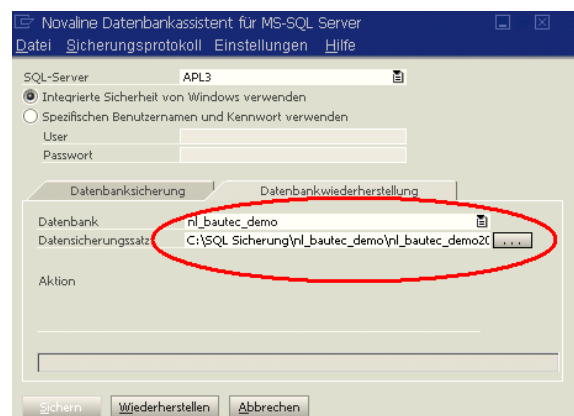 Novaline Datenbankassistent für MS-SQL Server
Datei Sicherungsprotokoll Einstellungen Hilfe
SQL-Server APL3
Integrierte Sicherheit von Windows verwenden
Spezifischen Benutzernamen und Kennwort verwenden
User
Passwort
Datenbanksicherung Datenbankwiederherstellung
Datenbank nl_bautec_demo
Datensicherungssatz C:\SQL Sicherung\nl_bautec_demo\nl_bautec_demo20 ...
Aktion
Sichern Wiederherstellen Abbrechen